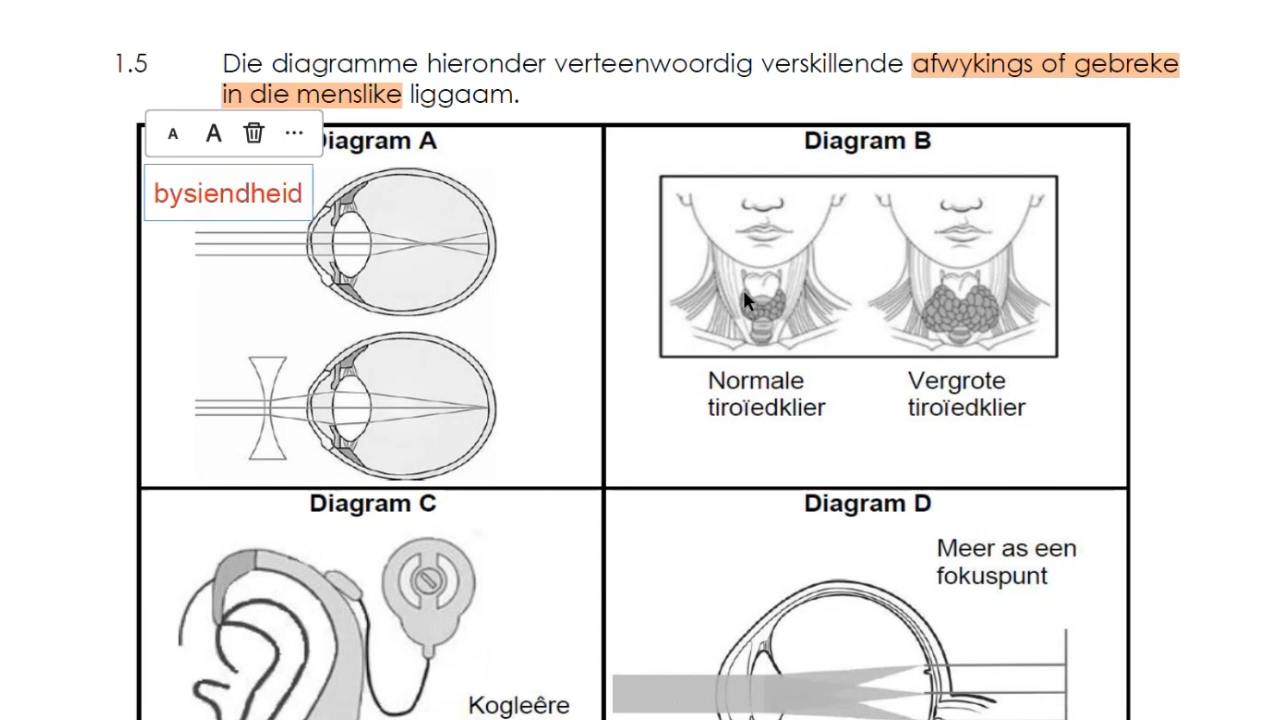 1.5 Die diagramme hieronder verteenwoordig verskillende afwykings of gebreke
in die menslike liggaam.
A A ...
Diagram A
bysiendheid
Diagram B
Normale
tiroïedklier
Vergrote
tiroïedklier
Diagram C
Kogleêre
Diagram D
Meer as een
fokuspunt